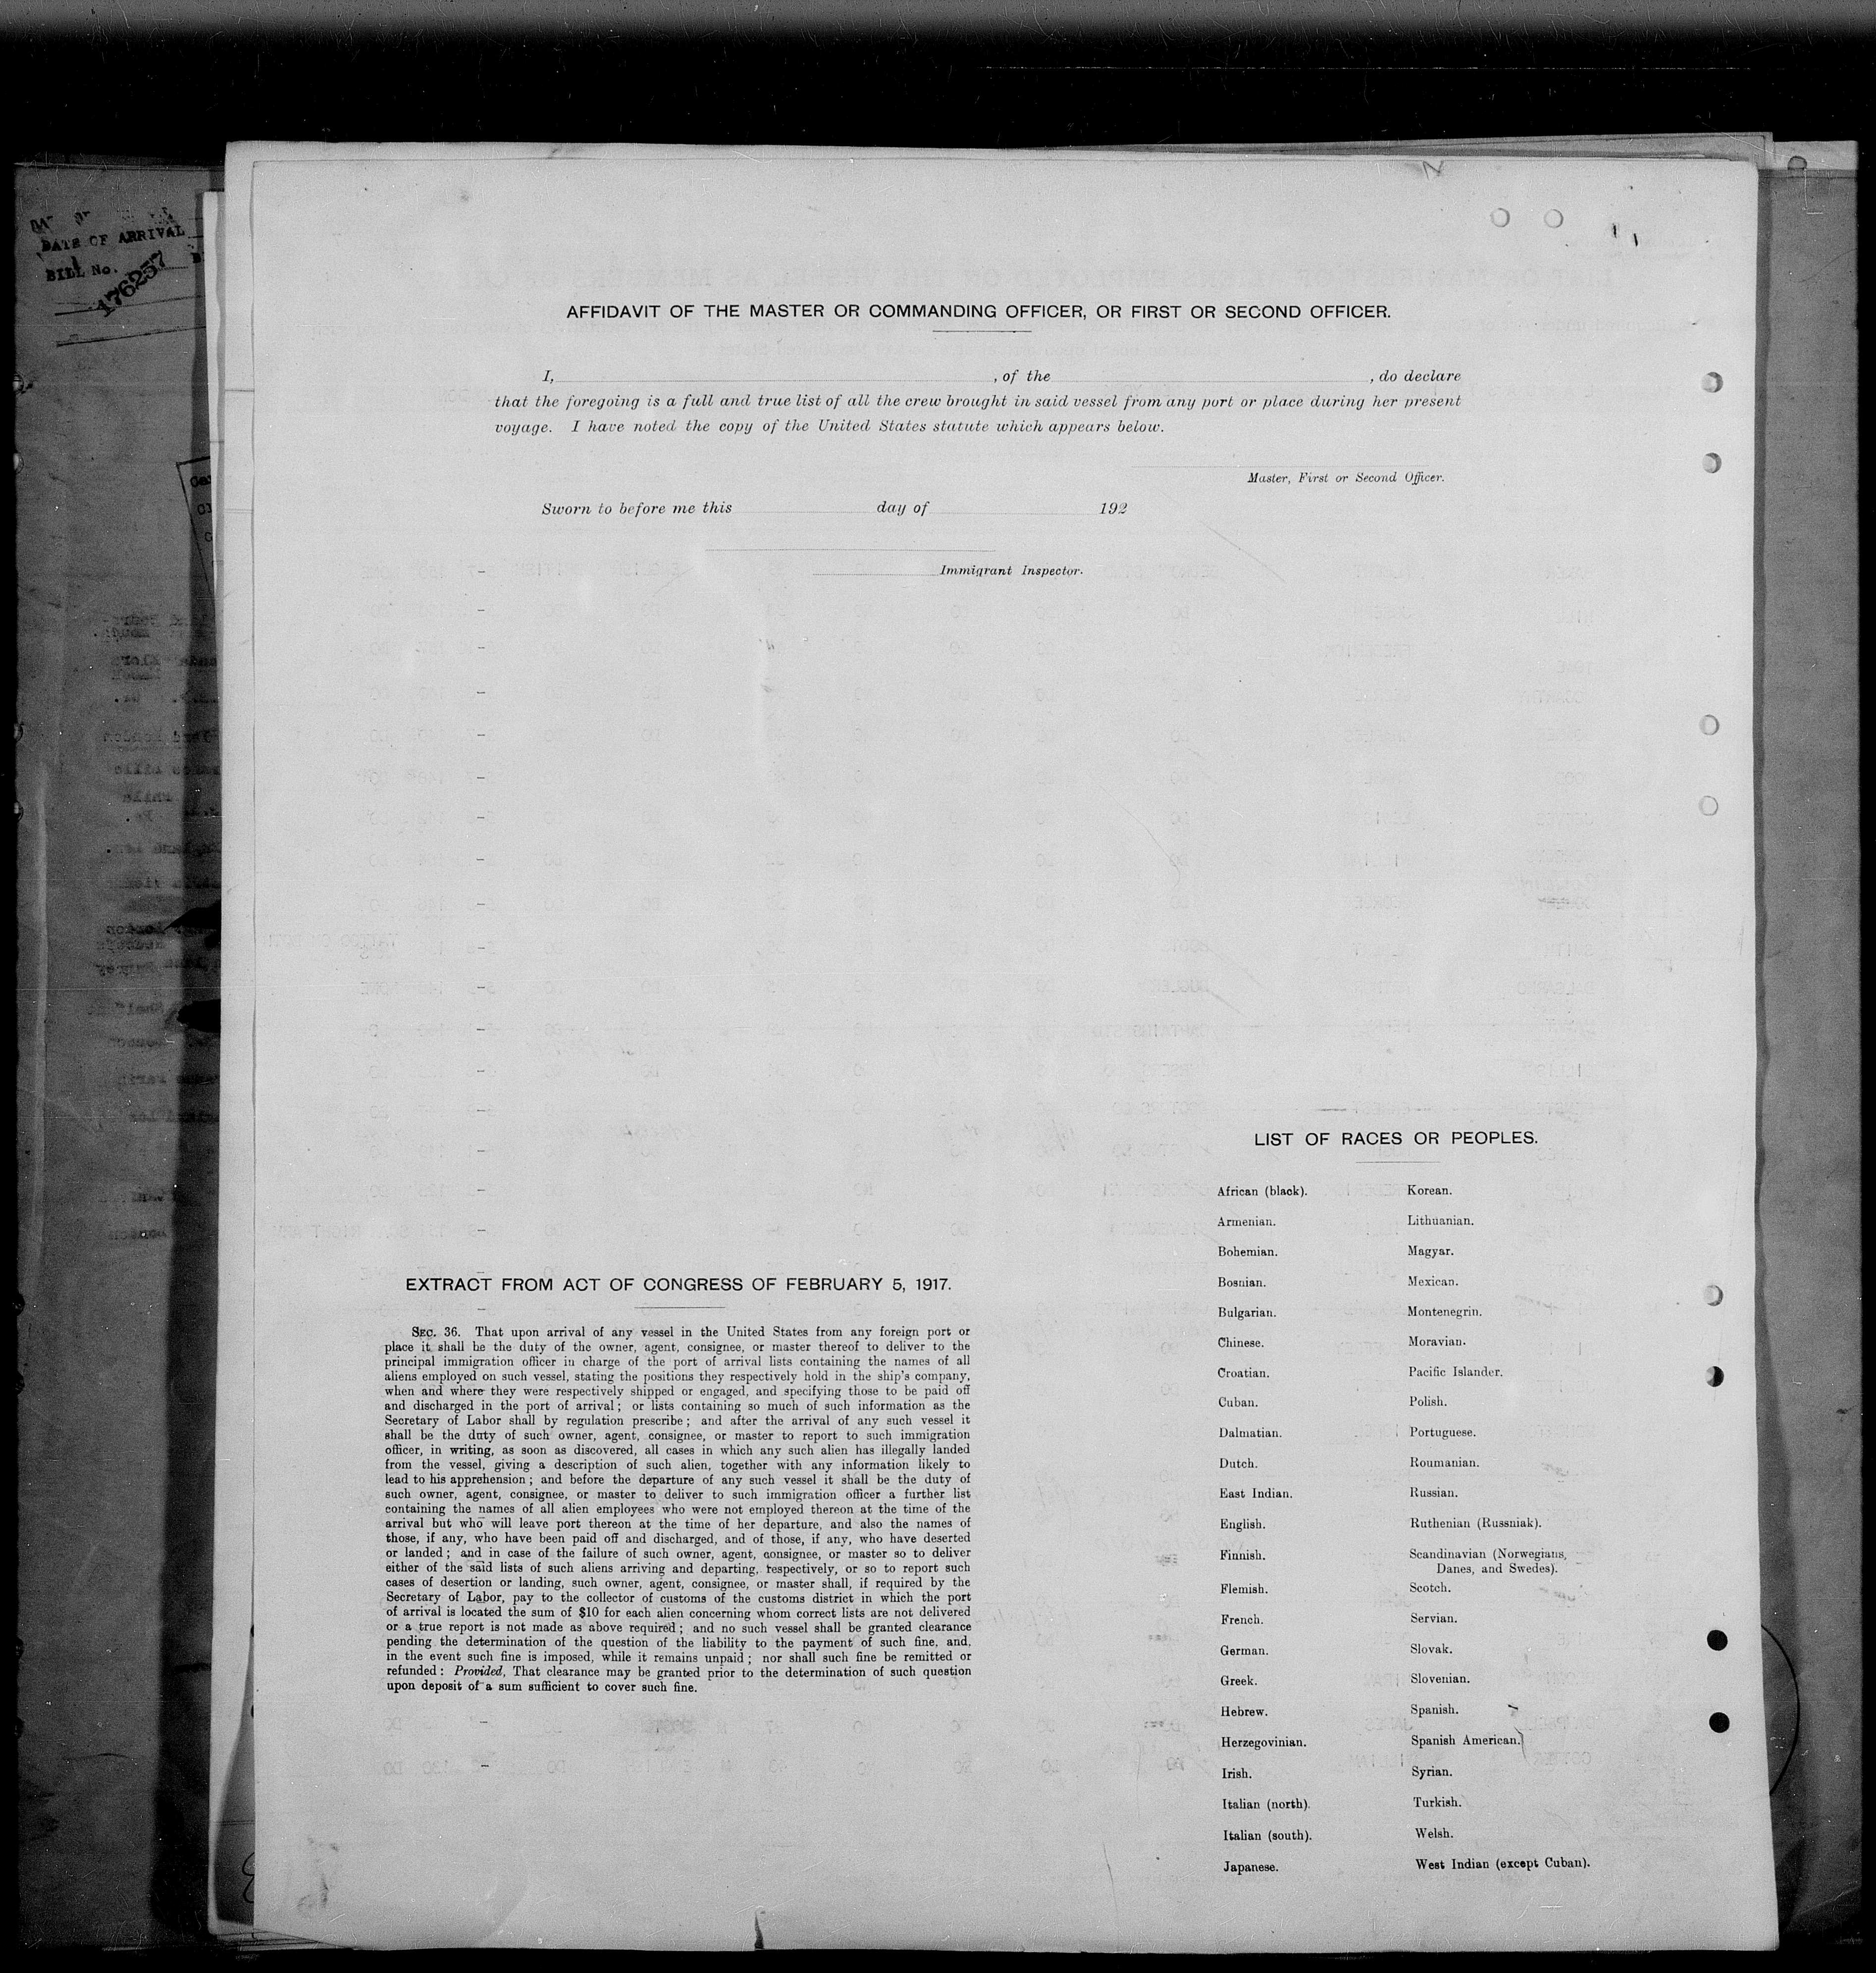 DATE OF ARRIVAL
BILL No.
176257
AFFIDAVIT OF THE MASTER OR COMMANDING OFFICER, OR FIRST OR SECOND OFFICER.
I, , of the , do declare
that the foregoing is a full and true list of all the crew brought in said vessel from any port or place during her present
voyage. I have noted the copy of the United States statute which appears below.
Master, First or Second Officer.
Sworn to before me this day of 192
Immigrant Inspector.
EXTRACT FROM ACT OF CONGRESS OF FEBRUARY 5, 1917.
SEC. 36. That upon arrival of any vessel in the United States from any foreign port or
place it shall be the duty of the owner, agent, consignee, or master thereof to deliver to the
principal immigration officer in charge of the port of arrival lists containing the names of all
aliens employed on such vessel, stating the positions they respectively hold in the ship's company,
when and where they were respectively shipped or engaged, and specifying those to be paid off
and discharged in the port of arrival; or lists containing so much of such information as the
Secretary of Labor shall by regulation prescribe; and after the arrival of any such vessel it
shall be the duty of such owner, agent, consignee, or master to report to such immigration
officer, in writing, as soon as discovered, all cases in which any such alien has illegally landed
from the vessel, giving a description of such alien, together with any information likely to
lead to his apprehension; and before the departure of any such vessel it shall be the duty of
such owner, agent, consignee, or master to deliver to such immigration officer a further list
containing the names of all alien employees who were not employed thereon at the time of the
arrival but who will leave port thereon at the time of her departure, and also the names of
those, if any, who have been paid off and discharged, and of those, if any, who have deserted
or landed; and in case of the failure of such owner, agent, consignee, or master so to deliver
either of the said lists of such aliens arriving and departing, respectively, or so to report such
cases of desertion or landing, such owner, agent, consignee, or master shall, if required by the
Secretary of Labor, pay to the collector of customs of the customs district in which the port
of arrival is located the sum of $10 for each alien concerning whom correct lists are not delivered
or a true report is not made as above required; and no such vessel shall be granted clearance
pending the determination of the question of the liability to the payment of such fine, and,
in the event such fine is imposed, while it remains unpaid; nor shall such fine be remitted or
refunded: Provided, That clearance may be granted prior to the determination of such question
upon deposit of a sum sufficient to cover such fine.
LIST OF RACES OR PEOPLES.
African (black).
Armenian.
Bohemian.
Bosnian.
Bulgarian.
Chinese.
Croatian.
Cuban.
Dalmatian.
Dutch.
East Indian.
English.
Finnish.
Flemish.
French.
German.
Greek.
Hebrew.
Herzegovinian.
Irish.
Italian (north).
Italian (south).
Japanese.
Korean.
Lithuanian.
Magyar.
Mexican.
Montenegrin.
Moravian.
Pacific Islander.
Polish.
Portuguese.
Roumanian.
Russian.
Ruthenian (Russniak).
Scandinavian (Norwegians,
Danes, and Swedes).
Scotch.
Servian.
Slovak.
Slovenian.
Spanish.
Spanish American.
Syrian.
Turkish.
Welsh.
West Indian (except Cuban).